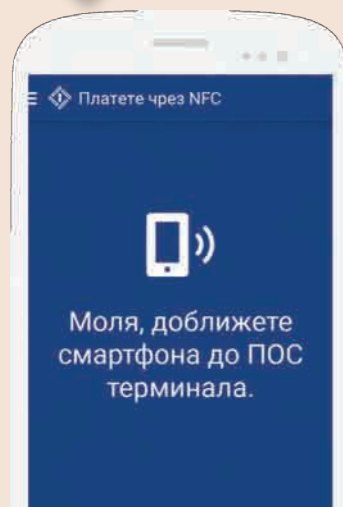 Платете чрез NFC
Моля, доближете
смартфона до ПОС
терминала.